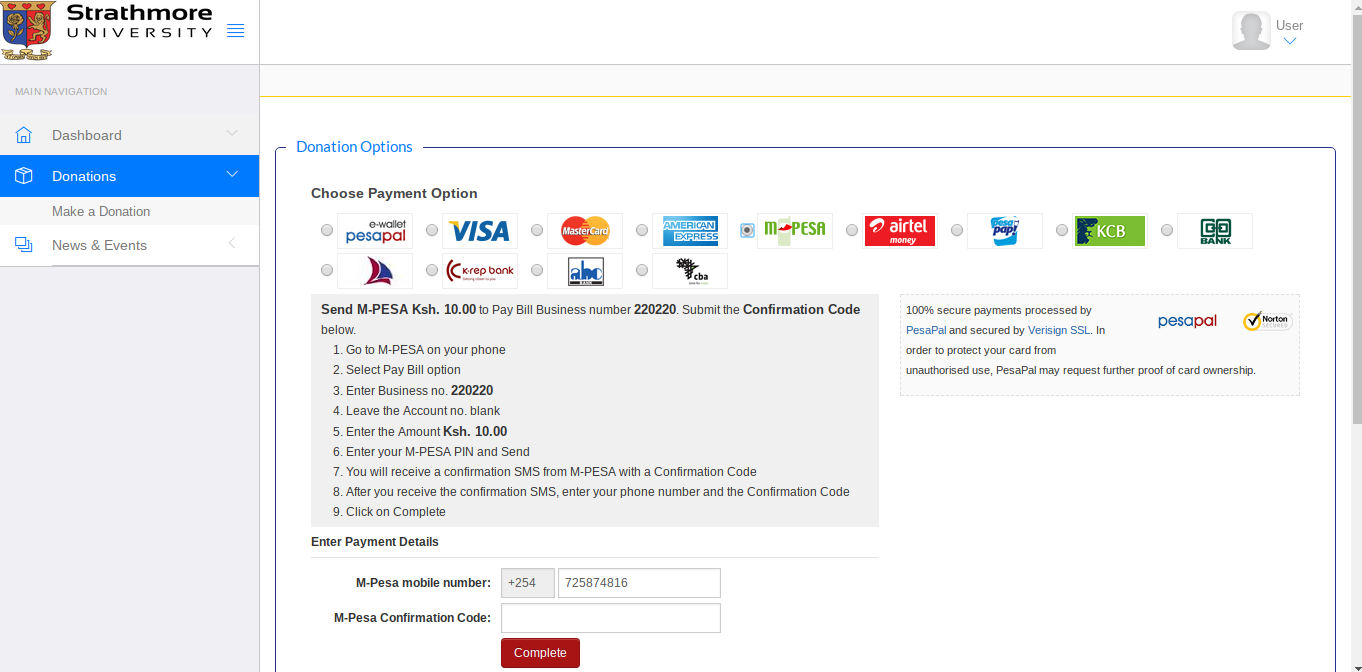 Strathmore
UNIVERSITY
User
MAIN NAVIGATION
Dashboard
Donations
Make a Donation
News & Events
Donation Options
Choose Payment Option
e-wallet
pesapal
VISA
MasterCard
AMERICAN
EXPRESS
M-PESA
airtel
money
pesa
pap!
KCB
BANK
K-rep bank
abc
BANK
cba
Send M-PESA Ksh. 10.00 to Pay Bill Business number 220220. Submit the Confirmation Code
below.
1. Go to M-PESA on your phone
2. Select Pay Bill option
3. Enter Business no. 220220
4. Leave the Account no. blank
5. Enter the Amount Ksh. 10.00
6. Enter your M-PESA PIN and Send
7. You will receive a confirmation SMS from M-PESA with a Confirmation Code
8. After you receive the confirmation SMS, enter your phone number and the Confirmation Code
9. Click on Complete
100% secure payments processed by
PesaPal and secured by Verisign SSL. In
order to protect your card from
unauthorised use, PesaPal may request further proof of card ownership.
pesapal
Norton
SECURED
Enter Payment Details
M-Pesa mobile number: +254 725874816
M-Pesa Confirmation Code:
Complete